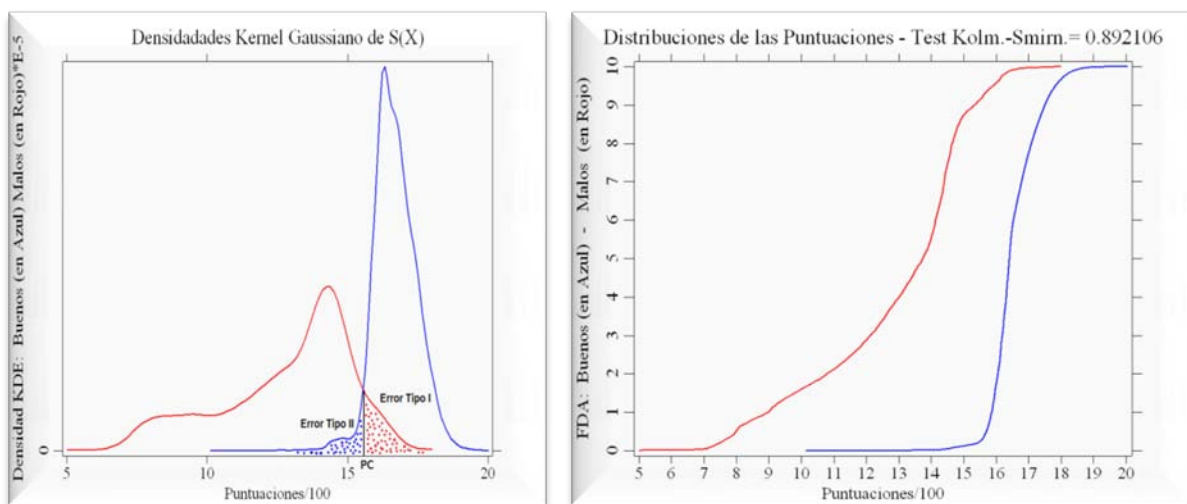 Densidadades Kernel Gaussiano de S(X)
Densidad KDE: Buenos (en Azul) Malos (en Rojo)*E-5
0
Error Tipo I
Error Tipo II
5 10 15 20
PC
Puntuaciones/100
Distribuciones de las Puntuaciones - Test Kolm.-Smirn.= 0.892106
FDA: Buenos (en Azul) - Malos (en Rojo)
10
9
8
7
6
5
4
3
2
1
0
5 6 7 8 9 10 11 12 13 14 15 16 17 18 19 20
Puntuaciones/100